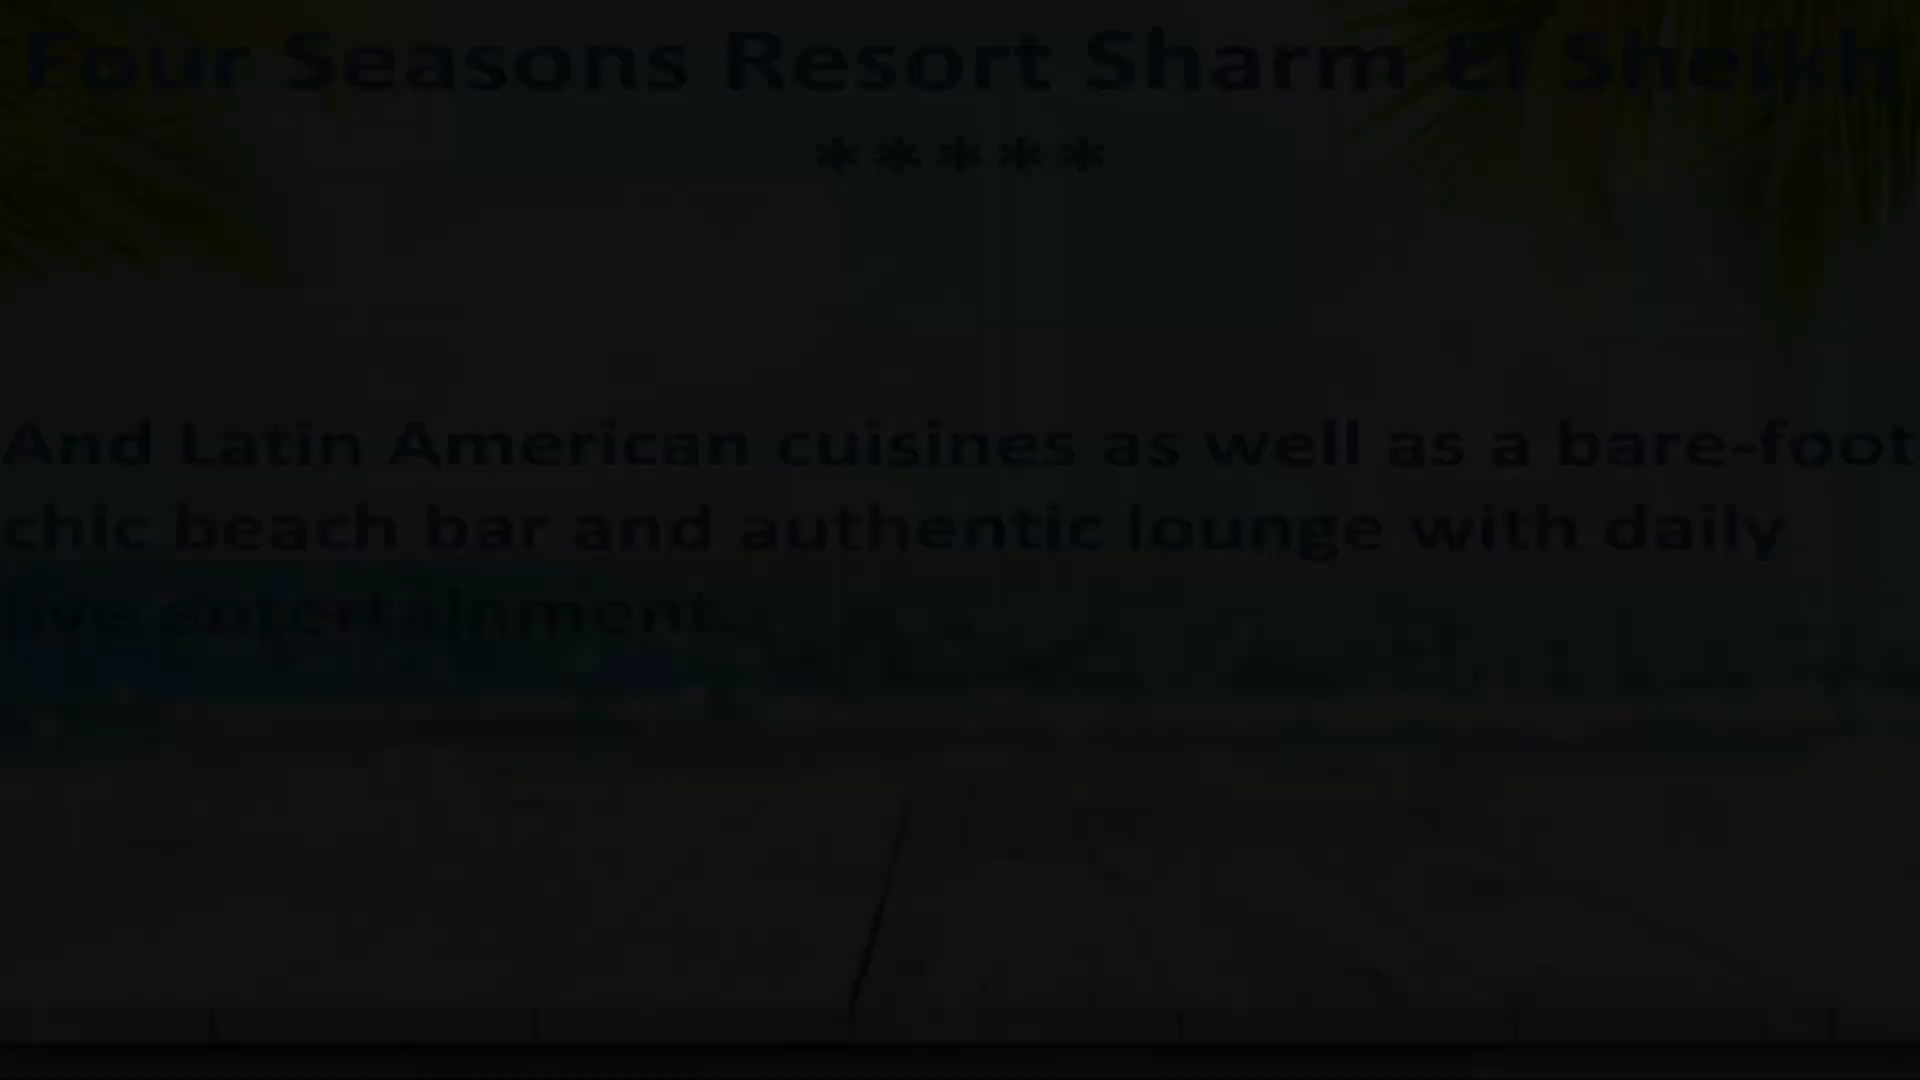 Four Seasons Resort Sharm El Sheikh
*****
And Latin American cuisines as well as a bare-foot
chic beach bar and authentic lounge with daily
live entertainment.